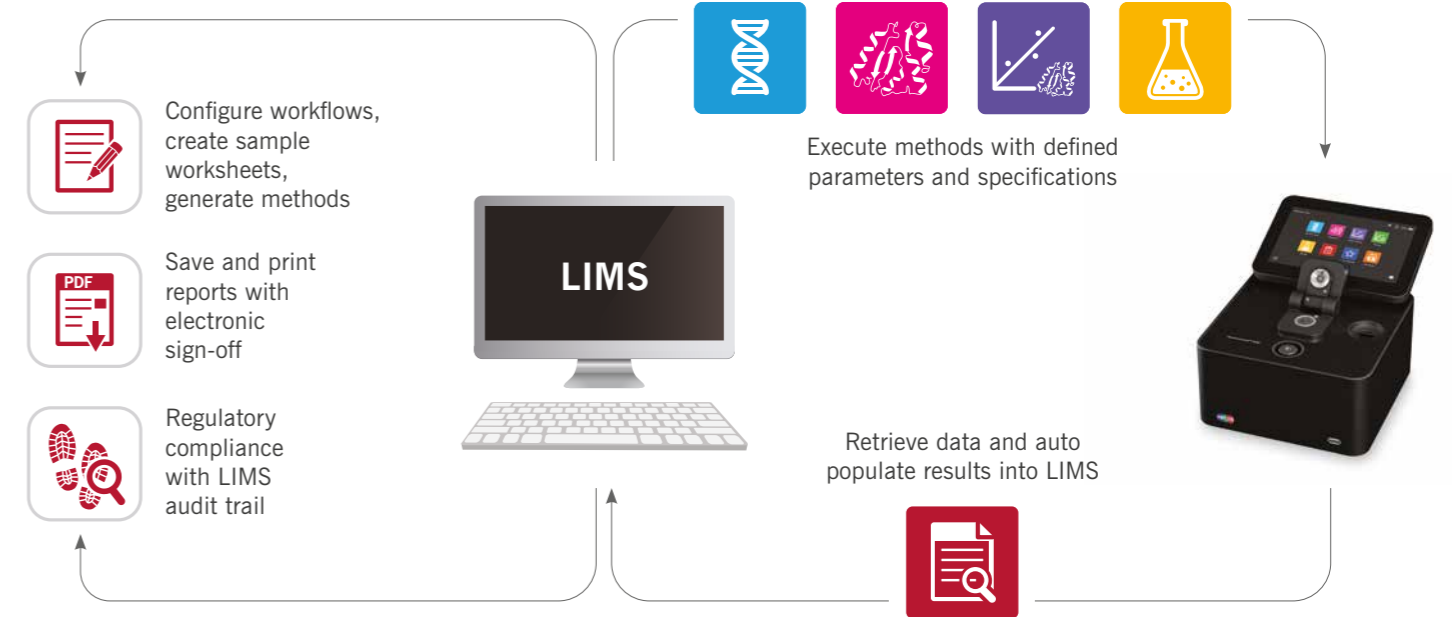 Configure workflows,
create sample
worksheets,
generate methods
PDF
Save and print
reports with
electronic
sign-off
Regulatory
compliance
with LIMS
audit trail
LIMS
Execute methods with defined
parameters and specifications
Retrieve data and auto
populate results into LIMS